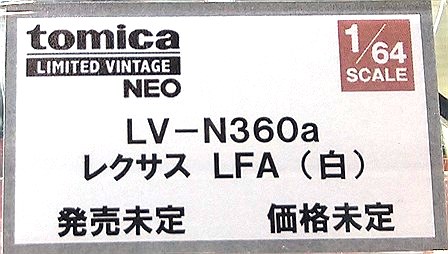 tomica
LIMITED VINTAGE
NEO
1/64
SCALE
LV-N360a
レクサス LFA（白）
発売未定　価格未定